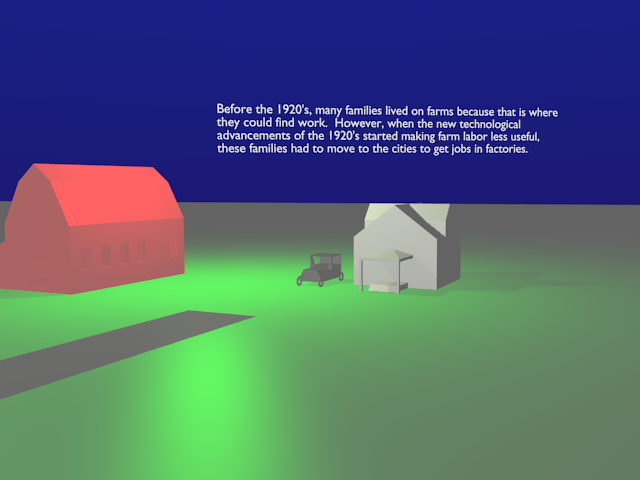 Before the 1920's, many families lived on farms because that is where
they could find work.  However, when the new technological
advancements of the 1920's started making farm labor less useful,
these families had to move to the cities to get jobs in factories.